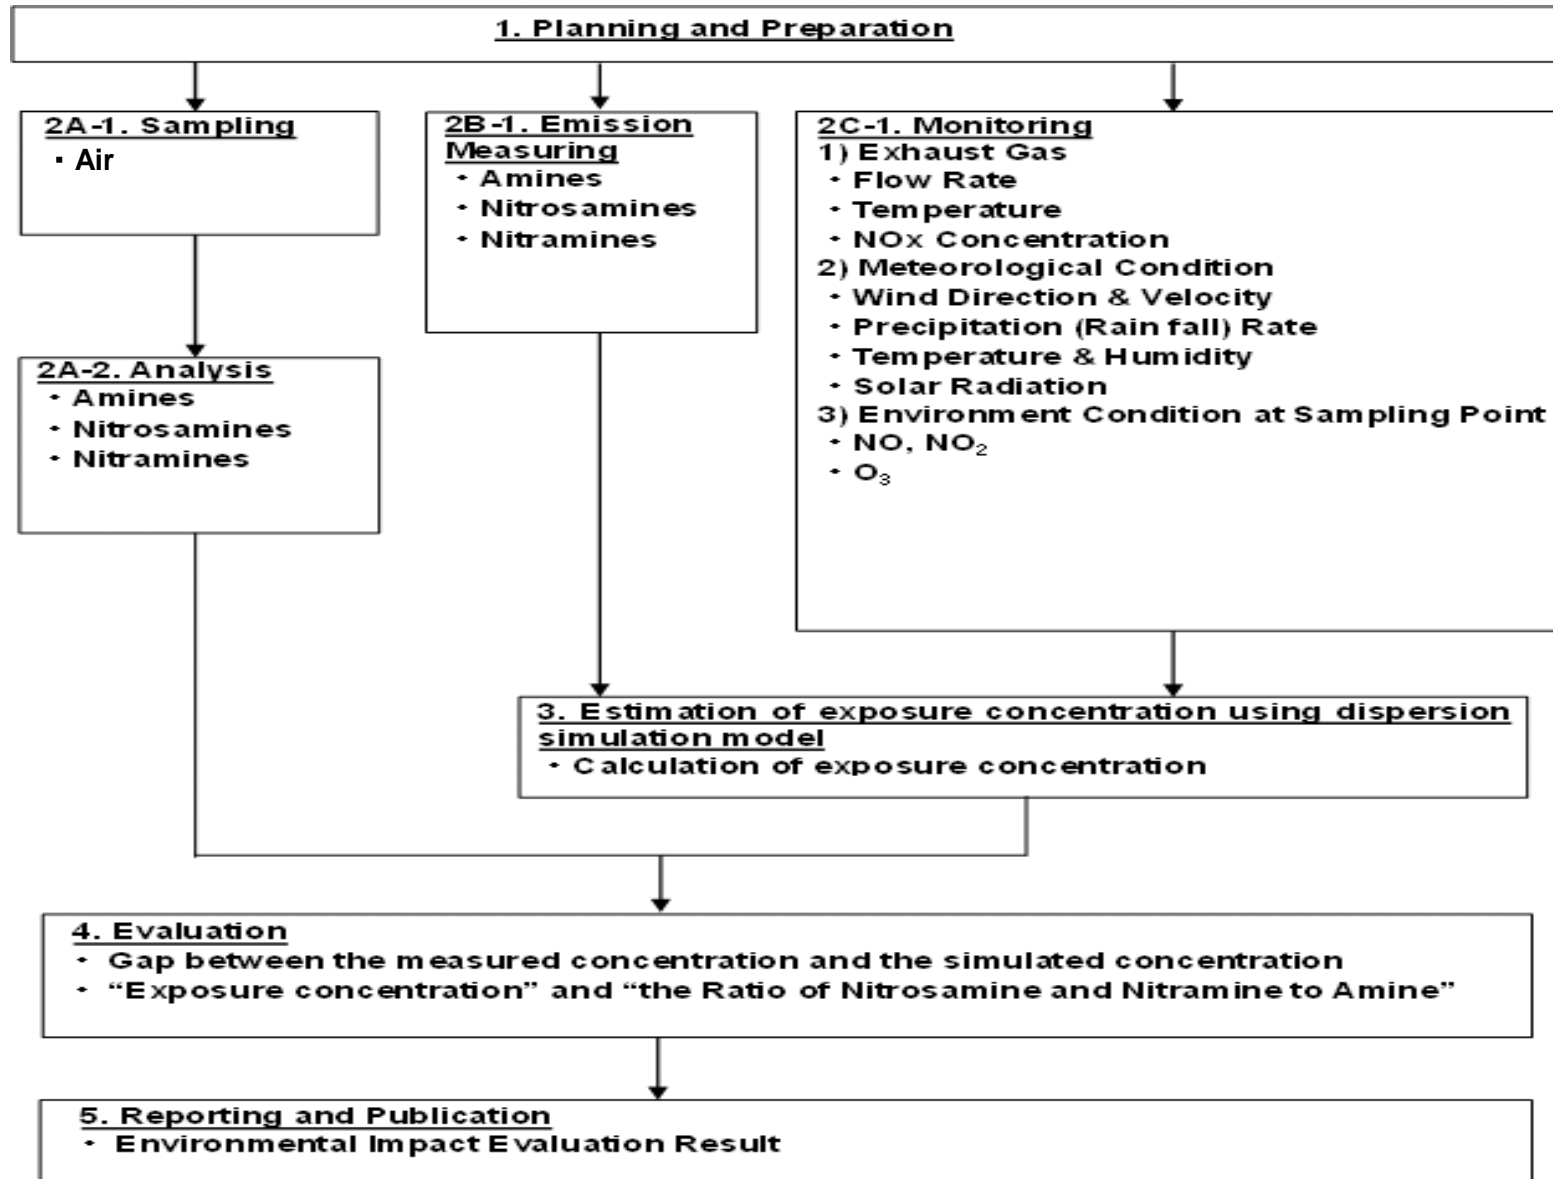 1. Planning and Preparation
2A-1. Sampling
・Air
2A-2. Analysis
・Amines
・Nitrosamines
・Nitramines
2B-1. Emission
Measuring
・Amines
・Nitrosamines
・Nitramines
2C-1. Monitoring
1) Exhaust Gas
・Flow Rate
・Temperature
・NOx Concentration
2) Meteorological Condition
・Wind Direction & Velocity
・Precipitation (Rain fall) Rate
・Temperature & Humidity
・Solar Radiation
3) Environment Condition at Sampling Point
・NO, NO₂
・O₃
3. Estimation of exposure concentration using dispersion
simulation model
・Calculation of exposure concentration
4. Evaluation
・Gap between the measured concentration and the simulated concentration
・“Exposure concentration” and “the Ratio of Nitrosamine and Nitramine to Amine”
5. Reporting and Publication
・Environmental Impact Evaluation Result